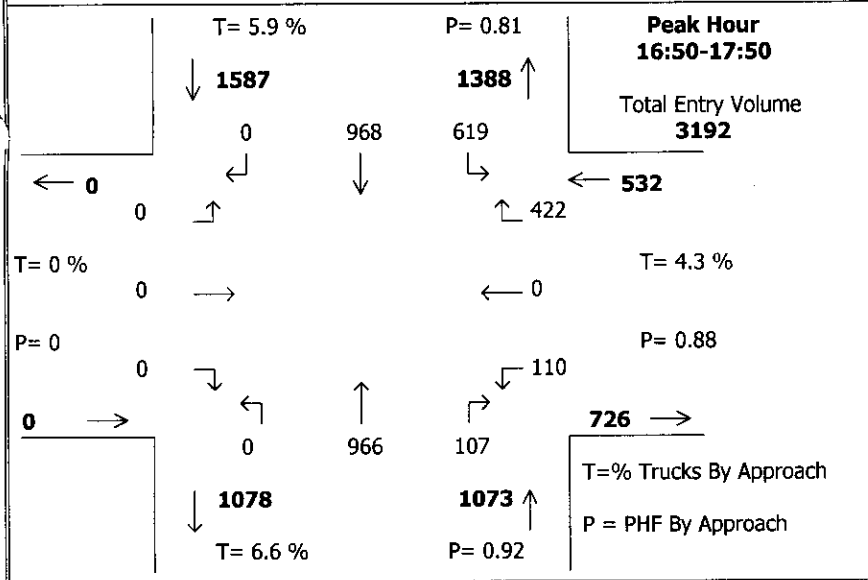 T= 5.9 % P= 0.81 Peak Hour
16:50-17:50
1587 1388
Total Entry Volume
0 968 619 3192
0 532
0 422
T= 0 % T= 4.3 %
0 0
P= 0 P= 0.88
0 110
0 726
0 966 107
T=% Trucks By Approach
1078 1073
P = PHF By Approach
T= 6.6 % P= 0.92